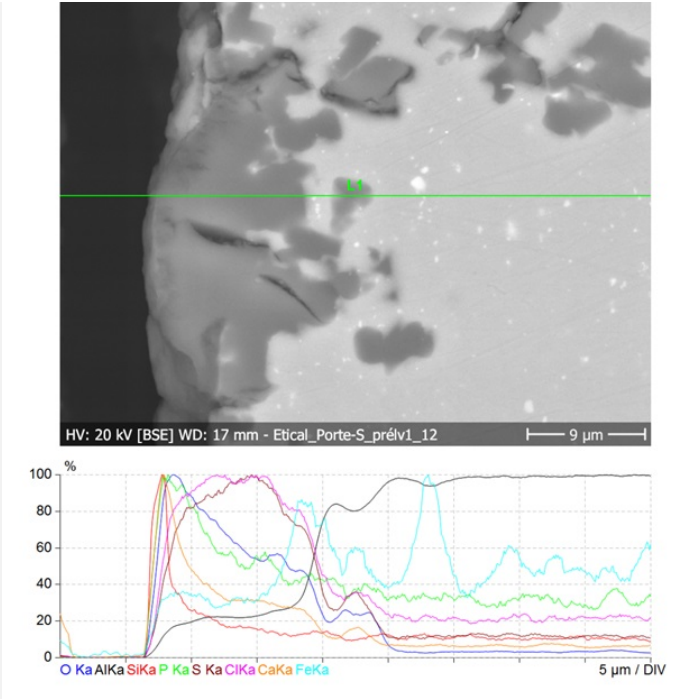 L1
HV: 20 kV [BSE] WD: 17 mm - Etical_Porte-S_prélv1_12
9 µm
%
100
80
60
40
20
0
O Ka AlKa SiKa P Ka S Ka ClKa CaKa FeKa
5 µm / DIV